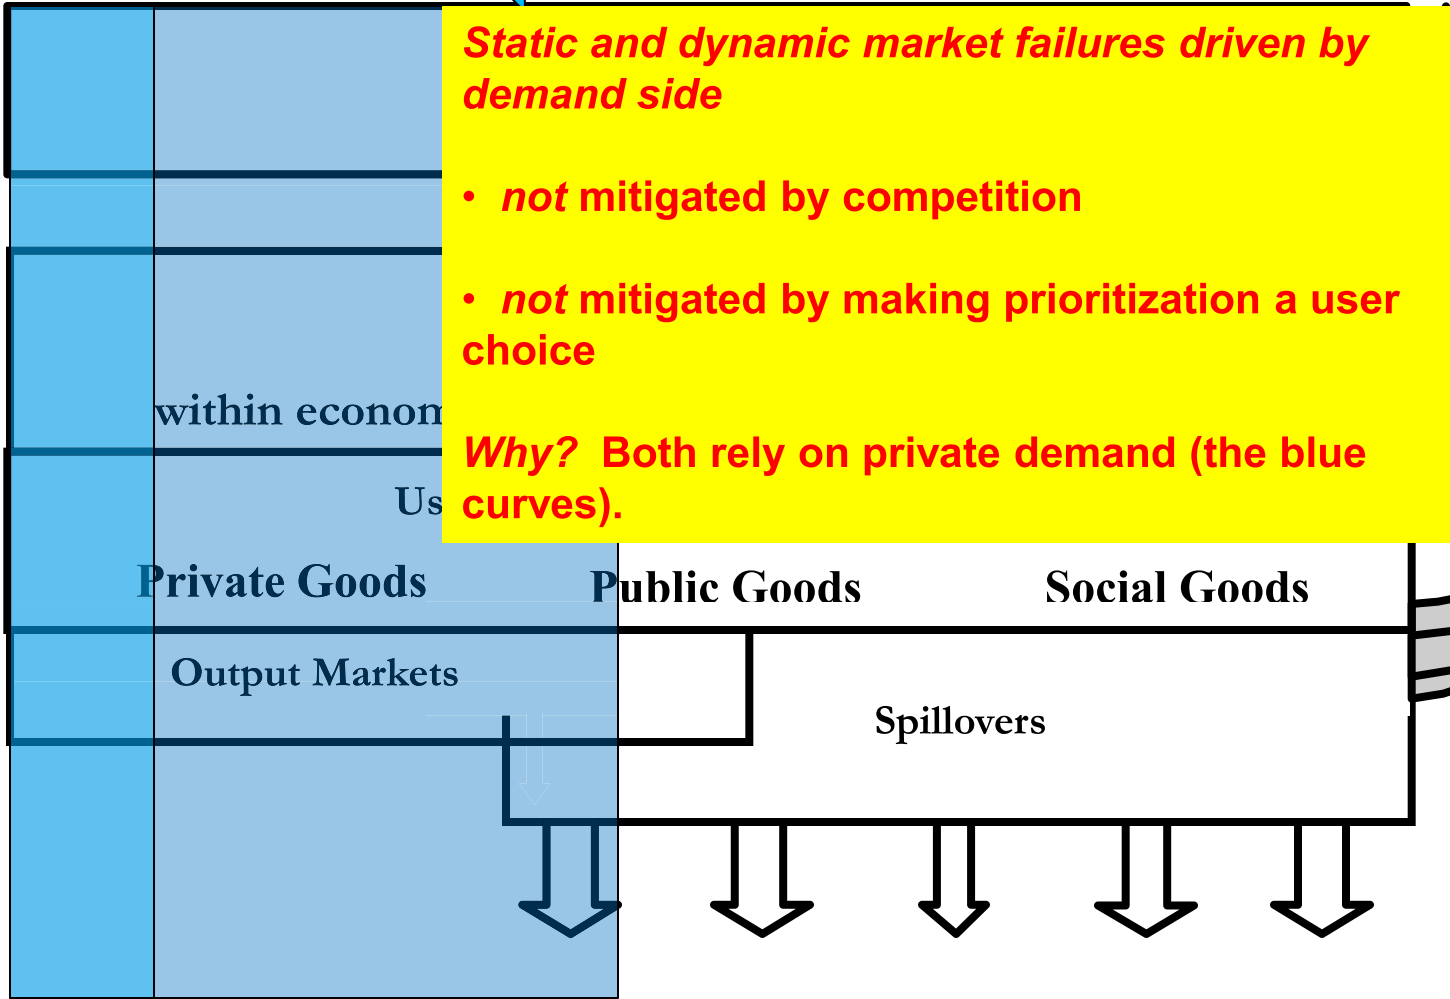 Static and dynamic market failures driven by
demand side
• not mitigated by competition
• not mitigated by making prioritization a user
choice
within econom
Why? Both rely on private demand (the blue
Us
curves).
Private Goods Public Goods Social Goods
Output Markets
Spillovers